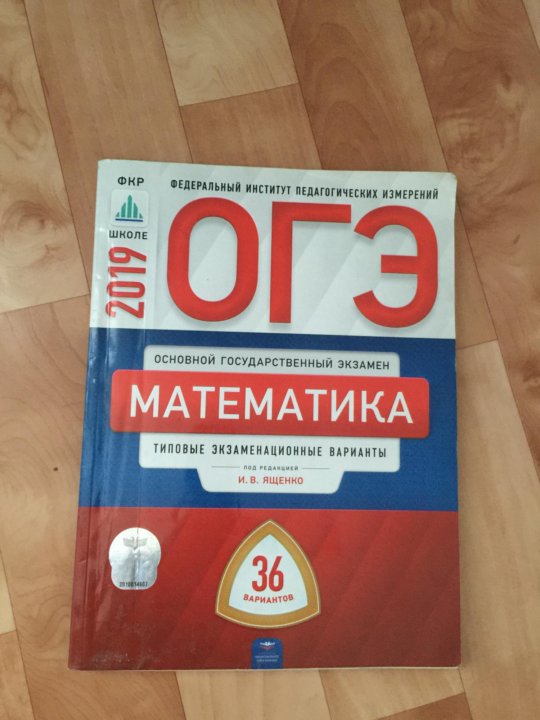 ФКР
ШКОЛЕ
2019
ФЕДЕРАЛЬНЫЙ ИНСТИТУТ ПЕДАГОГИЧЕСКИХ ИЗМЕРЕНИЙ
ОГЭ
ОСНОВНОЙ ГОСУДАРСТВЕННЫЙ ЭКЗАМЕН
МАТЕМАТИКА
ТИПОВЫЕ ЭКЗАМЕНАЦИОННЫЕ ВАРИАНТЫ
ПОД РЕДАКЦИЕЙ
И. В. ЯЩЕНКО
36
ВАРИАНТОВ